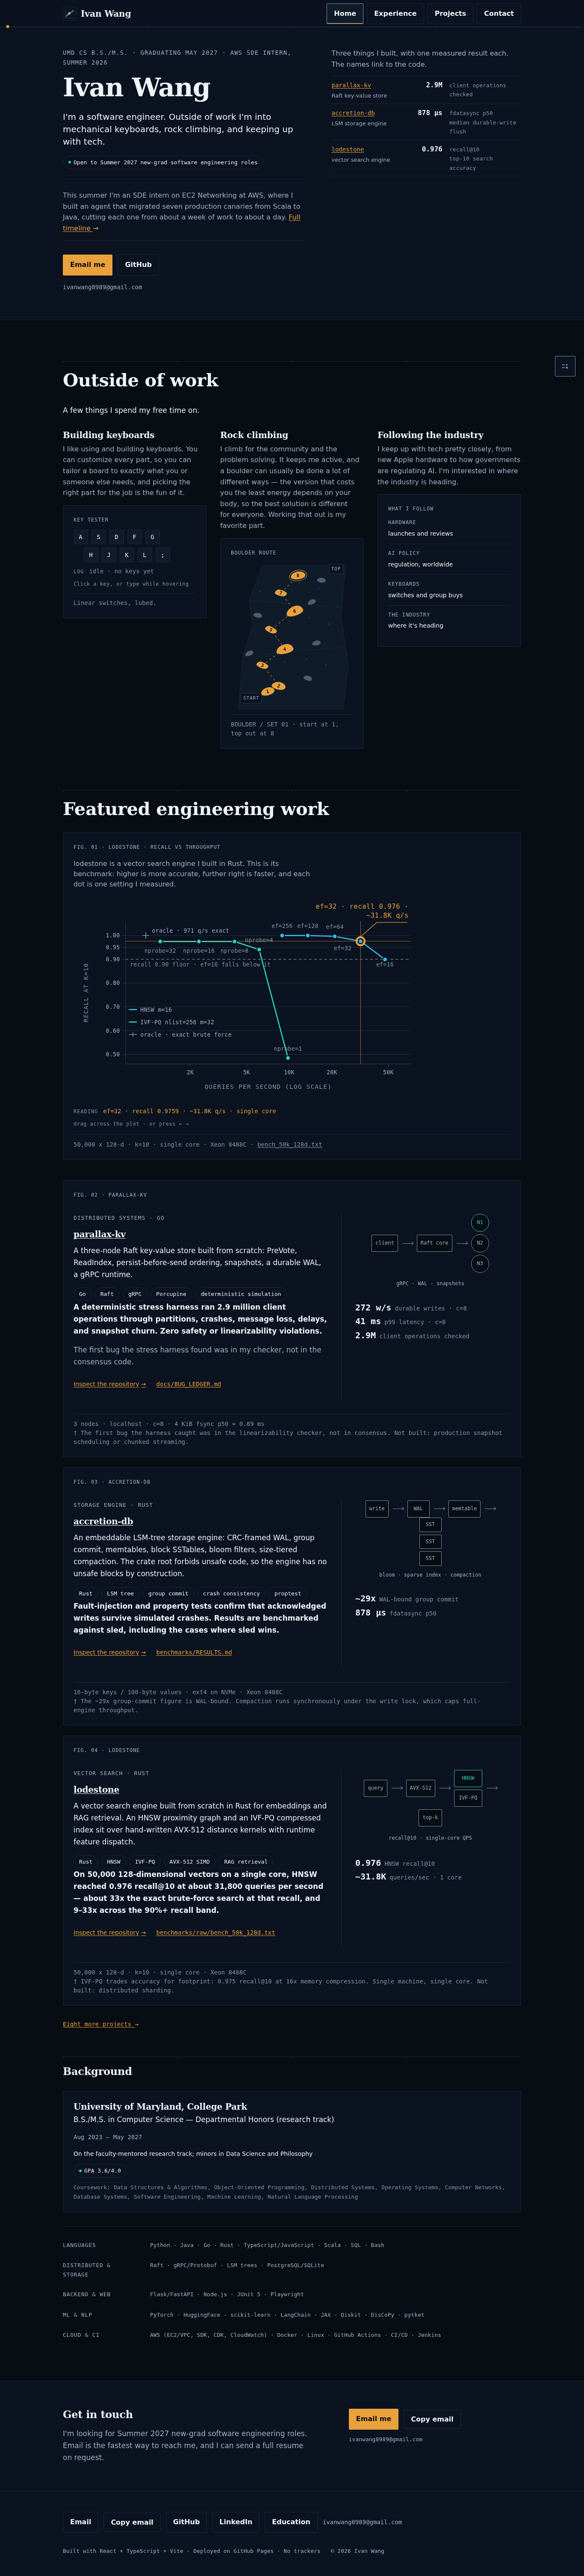 Ivan Wang
Home
Experience
Projects
Contact
UMD CS B.S./M.S. · GRADUATING MAY 2027 · AWS SDE INTERN,
SUMMER 2026
Ivan Wang
I'm a software engineer. Outside of work I'm into
mechanical keyboards, rock climbing, and keeping up
with tech.
Open to Summer 2027 new-grad software engineering roles
This summer I'm an SDE intern on EC2 Networking at AWS, where I
built an agent that migrated seven production canaries from Scala to
Java, cutting each one from about a week of work to about a day. Full
timeline →
Email me
GitHub
ivanwang8989@gmail.com
Three things I built, with one measured result each.
The names link to the code.
parallax-kv
Raft key-value store
2.9M
client operations
checked
accretion-db
LSM storage engine
878 µs
fdatasync p50
median durable-write
flush
lodestone
vector search engine
0.976
recall@10
top-10 search
accuracy
Outside of work
A few things I spend my free time on.
Building keyboards
I like using and building keyboards. You
can customize every part, so you can
tailor a board to exactly what you or
someone else needs, and picking the
right part for the job is the fun of it.
KEY TESTER
A S D F G
H J K L ;
LOG idle · no keys yet
Click a key, or type while hovering
Linear switches, lubed.
Rock climbing
I climb for the community and the
problem solving. It keeps me active, and
a boulder can usually be done a lot of
different ways — the version that costs
you the least energy depends on your
body, so the best solution is different
for everyone. Working that out is my
favorite part.
BOULDER ROUTE
TOP
8
7
6
5
4
3
2
1
START
BOULDER / SET 01 · start at 1,
top out at 8
Following the industry
I keep up with tech pretty closely, from
new Apple hardware to how governments
are regulating AI. I'm interested in where
the industry is heading.
WHAT I FOLLOW
HARDWARE
launches and reviews
AI POLICY
regulation, worldwide
KEYBOARDS
switches and group buys
THE INDUSTRY
where it's heading
Featured engineering work
FIG. 01 · LODESTONE · RECALL VS THROUGHPUT
lodestone is a vector search engine I built in Rust. This is its
benchmark: higher is more accurate, further right is faster, and each
dot is one setting I measured.
ef=32 · recall 0.976 ·
~31.8K q/s
oracle · 971 q/s exact
ef=256 ef=128 ef=64
nprobe=4
nprobe=32 nprobe=16 nprobe=8
ef=32
recall 0.90 floor · ef=16 falls below it
ef=16
1.00
0.95
0.90
0.80
0.70
0.60
0.50
RECALL AT K=10
HNSW m=16
IVF-PQ nlist=256 m=32
oracle · exact brute force
nprobe=1
2K 5K 10K 20K 50K
QUERIES PER SECOND (LOG SCALE)
READING ef=32 · recall 0.9759 · ~31.8K q/s · single core
drag across the plot · or press ← →
50,000 x 128-d · k=10 · single core · Xeon 8488C · bench_50k_128d.txt
FIG. 02 · PARALLAX-KV
DISTRIBUTED SYSTEMS · GO
parallax-kv
A three-node Raft key-value store built from scratch: PreVote,
ReadIndex, persist-before-send ordering, snapshots, a durable WAL,
a gRPC runtime.
Go Raft gRPC Porcupine deterministic simulation
A deterministic stress harness ran 2.9 million client
operations through partitions, crashes, message loss, delays,
and snapshot churn. Zero safety or linearizability violations.
The first bug the stress harness found was in my checker, not in the
consensus code.
Inspect the repository → docs/BUG_LEDGER.md
client
Raft core
N1
N2
N3
gRPC · WAL · snapshots
272 w/s durable writes · c=8
41 ms p99 latency · c=8
2.9M client operations checked
3 nodes · localhost · c=8 · 4 KiB fsync p50 ≈ 0.89 ms
† The first bug the harness caught was in the linearizability checker, not in consensus. Not built: production snapshot
scheduling or chunked streaming.
FIG. 03 · ACCRETION-DB
STORAGE ENGINE · RUST
accretion-db
An embeddable LSM-tree storage engine: CRC-framed WAL, group
commit, memtables, block SSTables, bloom filters, size-tiered
compaction. The crate root forbids unsafe code, so the engine has no
unsafe blocks by construction.
Rust LSM tree group commit crash consistency proptest
Fault-injection and property tests confirm that acknowledged
writes survive simulated crashes. Results are benchmarked
against sled, including the cases where sled wins.
Inspect the repository → benchmarks/RESULTS.md
write
WAL
memtable
SST
SST
SST
bloom · sparse index · compaction
~29x WAL-bound group commit
878 µs fdatasync p50
16-byte keys / 100-byte values · ext4 on NVMe · Xeon 8488C
† The ~29x group-commit figure is WAL-bound. Compaction runs synchronously under the write lock, which caps full-
engine throughput.
FIG. 04 · LODESTONE
VECTOR SEARCH · RUST
lodestone
A vector search engine built from scratch in Rust for embeddings and
RAG retrieval. An HNSW proximity graph and an IVF-PQ compressed
index sit over hand-written AVX-512 distance kernels with runtime
feature dispatch.
Rust HNSW IVF-PQ AVX-512 SIMD RAG retrieval
On 50,000 128-dimensional vectors on a single core, HNSW
reached 0.976 recall@10 at about 31,800 queries per second
— about 33x the exact brute-force search at that recall, and
9–33x across the 90%+ recall band.
Inspect the repository → benchmarks/raw/bench_50k_128d.txt
query
AVX-512
HNSW
IVF-PQ
top-k
recall@10 · single-core QPS
0.976 HNSW recall@10
~31.8K queries/sec · 1 core
50,000 x 128-d · k=10 · single core · Xeon 8488C
† IVF-PQ trades accuracy for footprint: 0.975 recall@10 at 16x memory compression. Single machine, single core. Not
built: distributed sharding.
Eight more projects →
Background
University of Maryland, College Park
B.S./M.S. in Computer Science — Departmental Honors (research track)
Aug 2023 — May 2027
On the faculty-mentored research track; minors in Data Science and Philosophy
GPA 3.6/4.0
Coursework: Data Structures & Algorithms, Object-Oriented Programming, Distributed Systems, Operating Systems, Computer Networks,
Database Systems, Software Engineering, Machine Learning, Natural Language Processing
LANGUAGES
Python · Java · Go · Rust · TypeScript/JavaScript · Scala · SQL · Bash
DISTRIBUTED &
STORAGE
Raft · gRPC/Protobuf · LSM trees · PostgreSQL/SQLite
BACKEND & WEB
Flask/FastAPI · Node.js · JUnit 5 · Playwright
ML & NLP
PyTorch · HuggingFace · scikit-learn · LangChain · JAX · Qiskit · DisCoPy · pytket
CLOUD & CI
AWS (EC2/VPC, SDK, CDK, CloudWatch) · Docker · Linux · GitHub Actions · CI/CD · Jenkins
Get in touch
I'm looking for Summer 2027 new-grad software engineering roles.
Email is the fastest way to reach me, and I can send a full resume
on request.
Email me
Copy email
ivanwang8989@gmail.com
Email
Copy email
GitHub
LinkedIn
Education
ivanwang8989@gmail.com
Built with React + TypeScript + Vite · Deployed on GitHub Pages · No trackers © 2026 Ivan Wang